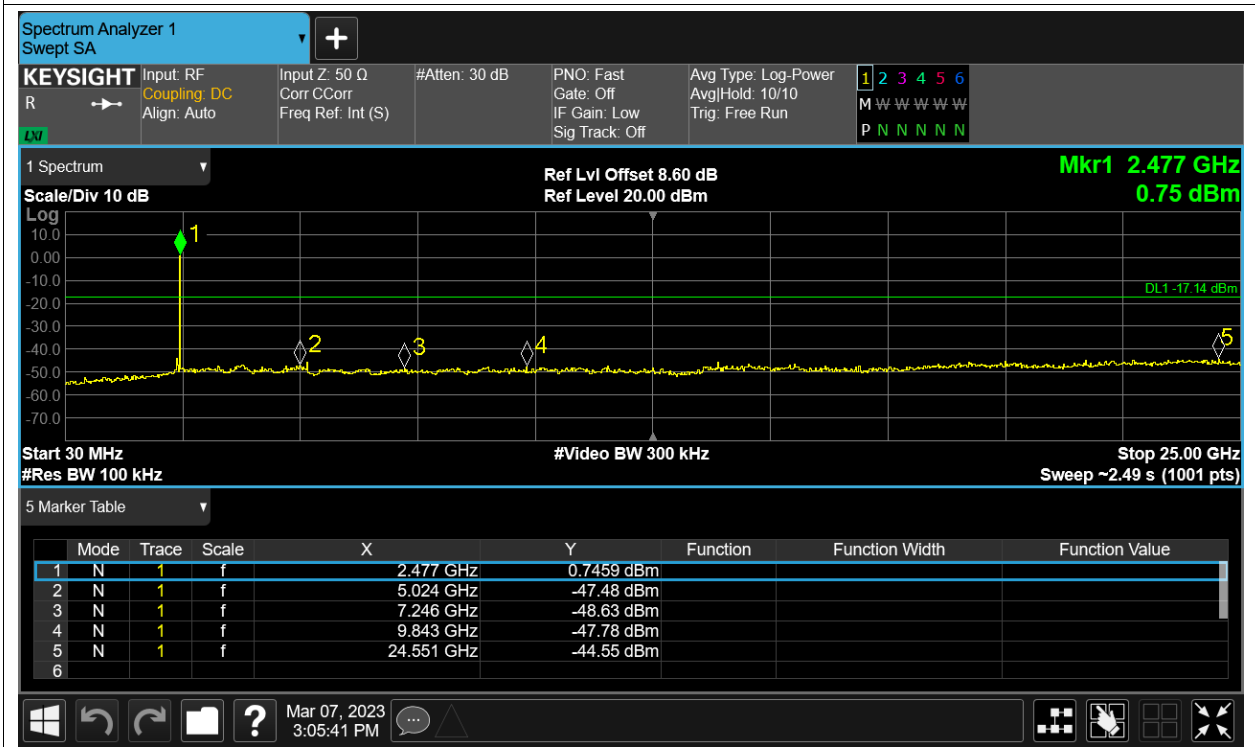 Spectrum Analyzer 1
Swept SA
KEYSIGHT Input: RF Input Z: 50 Ω #Atten: 30 dB PNO: Fast Avg Type: Log-Power 1 2 3 4 5 6
R Coupling: DC Corr CCorr Gate: Off Avg|Hold: 10/10 M W W W W W
Align: Auto Freq Ref: Int (S) IF Gain: Low Trig: Free Run
LXI Sig Track: Off P N N N N N
1 Spectrum Ref Lvl Offset 8.60 dB Mkr1 2.477 GHz
Scale/Div 10 dB Ref Level 20.00 dBm 0.75 dBm
Log
10.0 1
0.00
-10.0
DL1 -17.14 dBm
-20.0
-30.0
-40.0 2 3 4 5
-50.0
-60.0
-70.0
Start 30 MHz #Video BW 300 kHz Stop 25.00 GHz
#Res BW 100 kHz Sweep ~2.49 s (1001 pts)
5 Marker Table
Mode Trace Scale X Y Function Function Width Function Value
1 N 1 f 2.477 GHz 0.7459 dBm
2 N 1 f 5.024 GHz -47.48 dBm
3 N 1 f 7.246 GHz -48.63 dBm
4 N 1 f 9.843 GHz -47.78 dBm
5 N 1 f 24.551 GHz -44.55 dBm
6
? Mar 07, 2023
3:05:41 PM